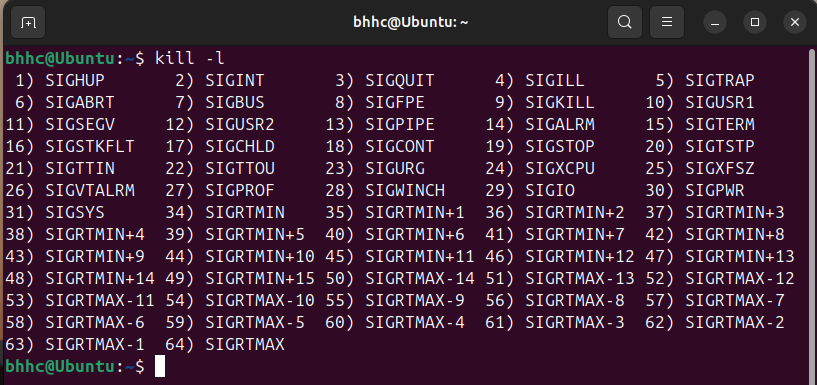 bhhc@Ubuntu: ~
bhhc@Ubuntu:~$ kill -l
 1) SIGHUP       2) SIGINT       3) SIGQUIT      4) SIGILL       5) SIGTRAP
 6) SIGABRT      7) SIGBUS       8) SIGFPE       9) SIGKILL     10) SIGUSR1
11) SIGSEGV     12) SIGUSR2     13) SIGPIPE     14) SIGALRM     15) SIGTERM
16) SIGSTKFLT   17) SIGCHLD     18) SIGCONT     19) SIGSTOP     20) SIGTSTP
21) SIGTTIN     22) SIGTTOU     23) SIGURG      24) SIGXCPU     25) SIGXFSZ
26) SIGVTALRM   27) SIGPROF     28) SIGWINCH    29) SIGIO       30) SIGPWR
31) SIGSYS      34) SIGRTMIN    35) SIGRTMIN+1  36) SIGRTMIN+2  37) SIGRTMIN+3
38) SIGRTMIN+4  39) SIGRTMIN+5  40) SIGRTMIN+6  41) SIGRTMIN+7  42) SIGRTMIN+8
43) SIGRTMIN+9  44) SIGRTMIN+10 45) SIGRTMIN+11 46) SIGRTMIN+12 47) SIGRTMIN+13
48) SIGRTMIN+14 49) SIGRTMIN+15 50) SIGRTMAX-14 51) SIGRTMAX-13 52) SIGRTMAX-12
53) SIGRTMAX-11 54) SIGRTMAX-10 55) SIGRTMAX-9  56) SIGRTMAX-8  57) SIGRTMAX-7
58) SIGRTMAX-6  59) SIGRTMAX-5  60) SIGRTMAX-4  61) SIGRTMAX-3  62) SIGRTMAX-2
63) SIGRTMAX-1  64) SIGRTMAX
bhhc@Ubuntu:~$